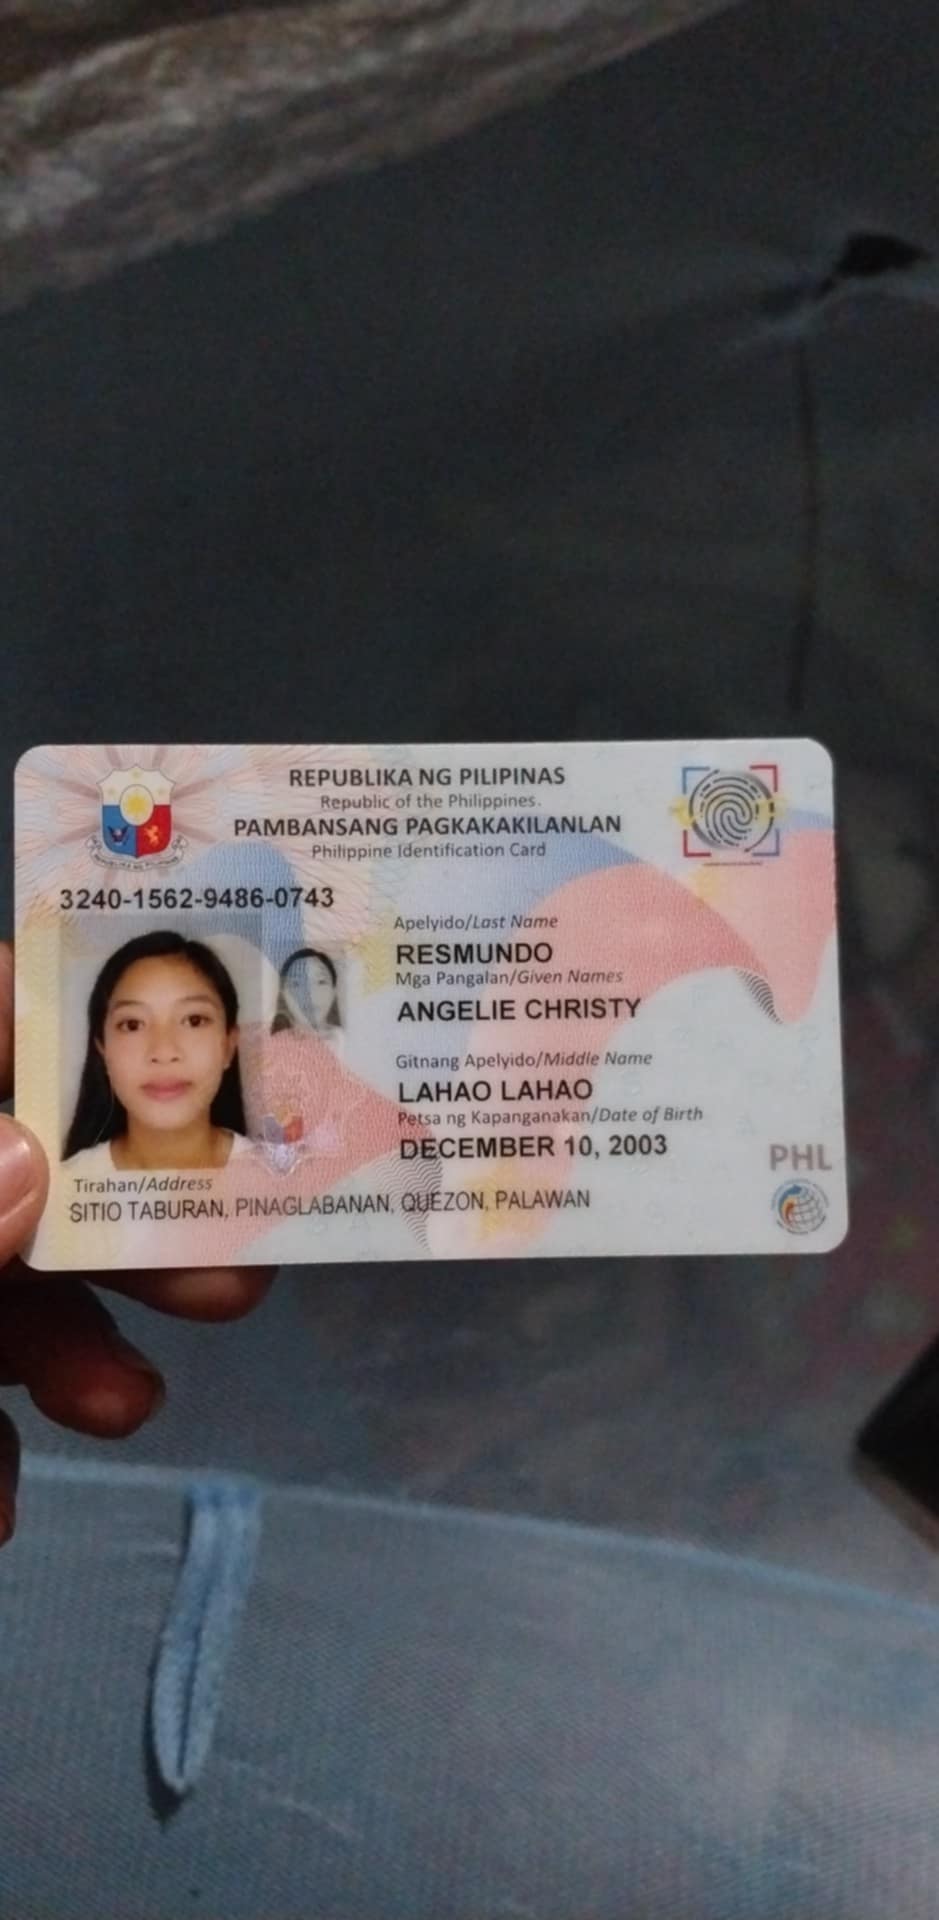 REPUBLIKA NG PILIPINAS
Republic of the Philippines
PAMBANSANG PAGKAKAKILANLAN
Philippine Identification Card
3240-1562-9486-0743
Apelyido/Last Name
RESMUNDO
Mga Pangalan/Given Names
ANGELIE CHRISTY
Gitnang Apelyido/Middle Name
LAHAO LAHAO
Petsa ng Kapanganakan/Date of Birth
DECEMBER 10, 2003
PHL
Tirahan/Address
SITIO TABURAN, PINAGLABANAN, QUEZON, PALAWAN